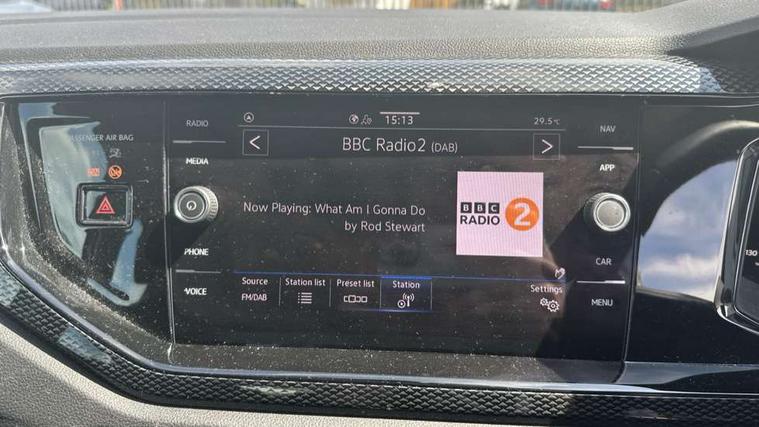 PASSENGER AIR BAG
RADIO
MEDIA
PHONE
VOICE
15:13
29.5°C
<
BBC Radio2 (DAB)
>
Now Playing: What Am I Gonna Do
by Rod Stewart
BBC
RADIO 2
Source
FM/DAB
Station list
Preset list
Station
Settings
NAV
APP
CAR
MENU
130